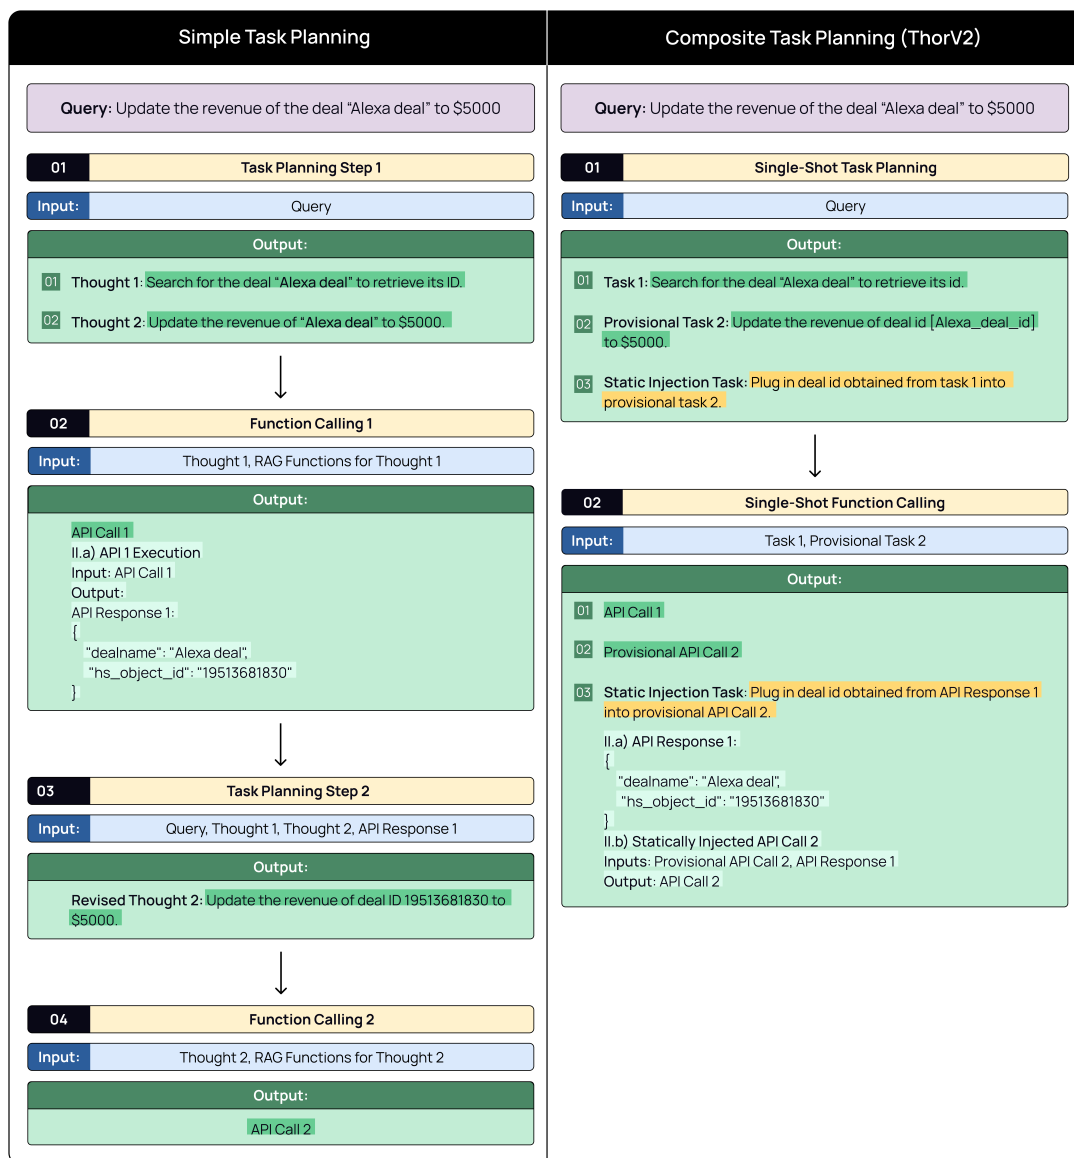 Simple Task Planning
Query: Update the revenue of the deal “Alexa deal” to $5000
01
Task Planning Step 1
Input:
Query
Output:
01
Thought 1: Search for the deal “Alexa deal” to retrieve its ID.
02
Thought 2: Update the revenue of “Alexa deal” to $5000.
02
Function Calling 1
Input:
Thought 1, RAG Functions for Thought 1
Output:
API Call 1
II.a) API 1 Execution
Input: API Call 1
Output:
API Response 1:
{
"dealname": "Alexa deal",
"hs_object_id": "19513681830"
}
03
Task Planning Step 2
Input:
Query, Thought 1, Thought 2, API Response 1
Output:
Revised Thought 2: Update the revenue of deal ID 19513681830 to
$5000.
04
Function Calling 2
Input:
Thought 2, RAG Functions for Thought 2
Output:
API Call 2
Composite Task Planning (ThorV2)
Query: Update the revenue of the deal “Alexa deal” to $5000
01
Single-Shot Task Planning
Input:
Query
Output:
01
Task 1: Search for the deal “Alexa deal” to retrieve its id.
02
Provisional Task 2: Update the revenue of deal id [Alexa_deal_id]
to $5000.
03
Static Injection Task: Plug in deal id obtained from task 1 into
provisional task 2.
02
Single-Shot Function Calling
Input:
Task 1, Provisional Task 2
Output:
01
API Call 1
02
Provisional API Call 2
03
Static Injection Task: Plug in deal id obtained from API Response 1
into provisional API Call 2.
II.a) API Response 1:
{
"dealname": "Alexa deal",
"hs_object_id": "19513681830"
}
II.b) Statically Injected API Call 2
Inputs: Provisional API Call 2, API Response 1
Output: API Call 2